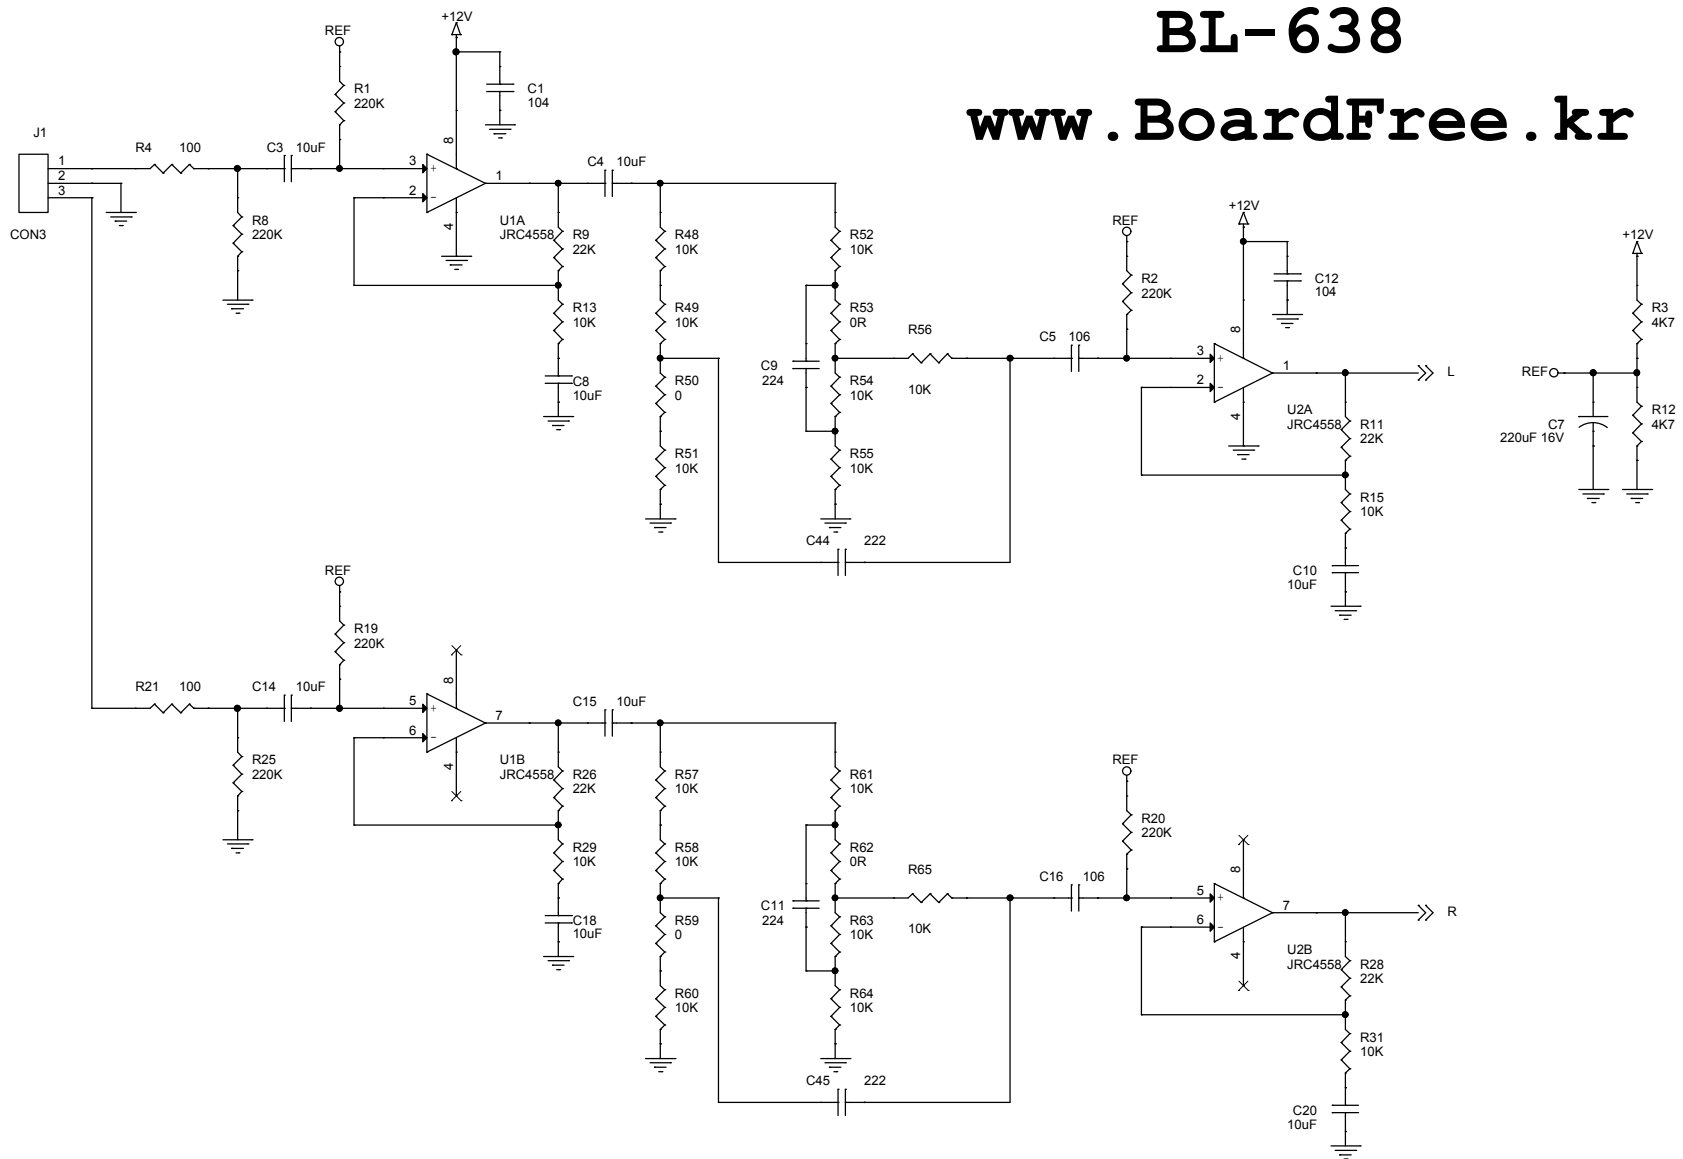 BL-638
www.BoardFree.kr
+12V
REF
R1
220K
C1
104
8
J1
R4 100
C3 10uF
C4 10uF
1
2
3
3
2
1
4
CON3
R8
220K
U1A
JRC4558
R9
22K
R48
10K
R52
10K
R13
10K
R49
10K
R53
0R
C8
10uF
R50
0
C9
224
R54
10K
R51
10K
R55
10K
R56
10K
C44 222
REF
R2
220K
C5 106
+12V
C12
104
8
3
2
1
4
L
U2A
JRC4558
R11
22K
R15
10K
C10
10uF
+12V
R3
4K7
REF
C7
220uF 16V
R12
4K7
REF
R19
220K
R21 100
C14 10uF
R25
220K
8
5
6
7
4
C15 10uF
U1B
JRC4558
R26
22K
R57
10K
R61
10K
R29
10K
R58
10K
R62
0R
C18
10uF
R59
0
C11
224
R63
10K
R60
10K
R64
10K
R65
10K
C45 222
REF
R20
220K
C16 106
8
5
6
7
4
R
U2B
JRC4558
R28
22K
R31
10K
C20
10uF